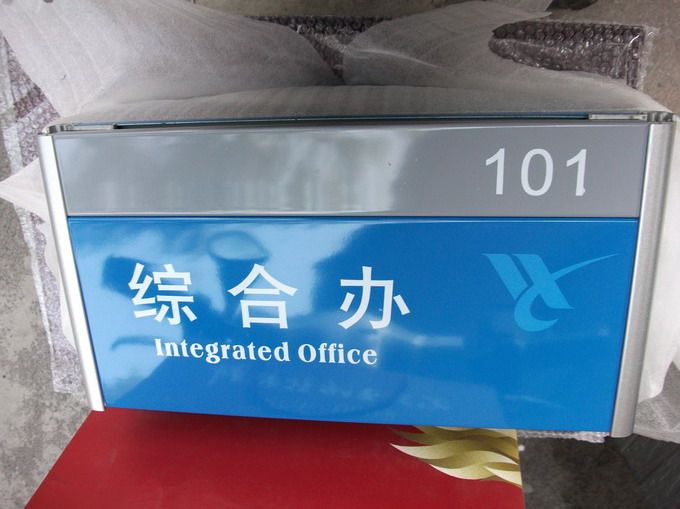 101
综合办
Integrated Office